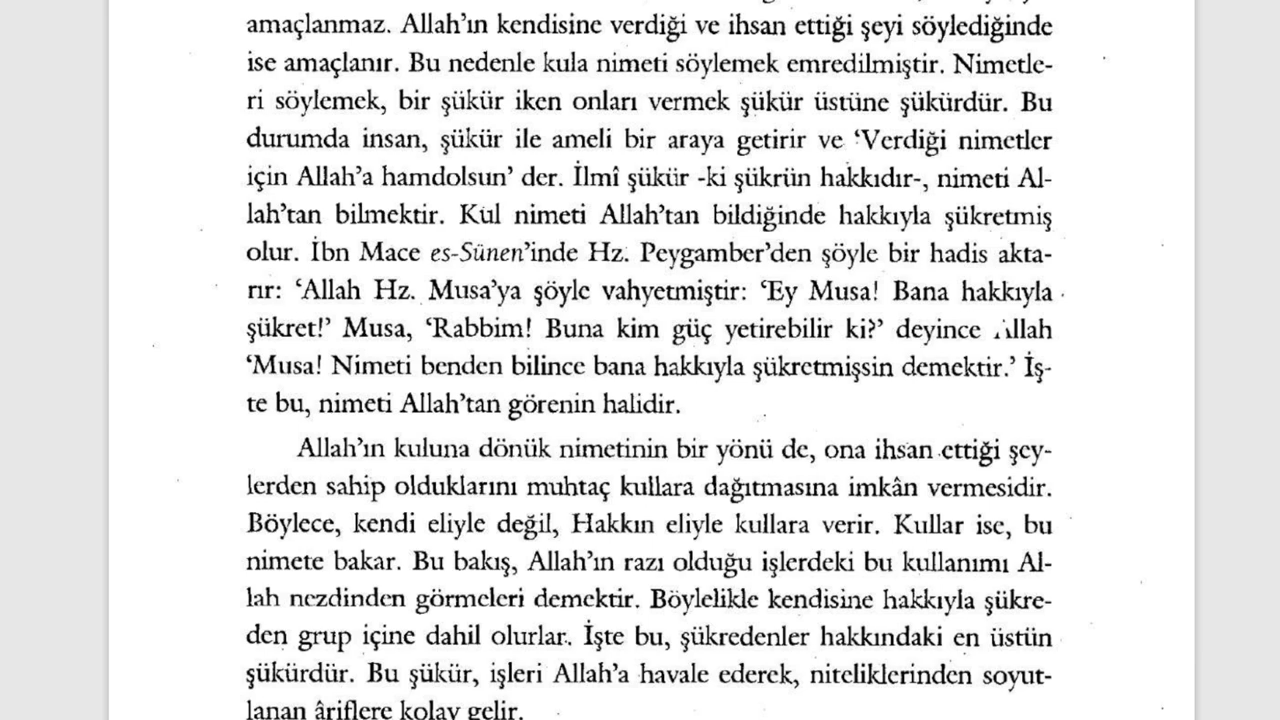 amaçlanmaz. Allah’ın kendisine verdiği ve ihsan ettiği şeyi söylediğinde
ise amaçlanır. Bu nedenle kula nimeti söylemek emredilmiştir. Nimetle-
ri söylemek, bir şükür iken onları vermek şükür üstüne şükürdür. Bu
durumda insan, şükür ile ameli bir araya getirir ve ‘Verdiği nimetler
için Allah’a hamdolsun’ der. İlmî şükür -ki şükrün hakkıdır-, nimeti Al-
lah’tan bilmektir. Kul nimeti Allah’tan bildiğinde hakkıyla şükretmiş
olur. İbn Mace es-Sünen’inde Hz. Peygamber’den şöyle bir hadis akta-
rır: ‘Allah Hz. Musa’ya şöyle vahyetmiştir: ‘Ey Musa! Bana hakkıyla
şükret!’ Musa, ‘Rabbim! Buna kim güç yetirebilir ki?’ deyince Allah
‘Musa! Nimeti benden bilince bana hakkıyla şükretmişsin demektir.’ İş-
te bu, nimeti Allah’tan görenin halidir.
Allah’ın kuluna dönük nimetinin bir yönü de, ona ihsan ettiği şey-
lerden sahip olduklarını muhtaç kullara dağıtmasına imkân vermesidir.
Böylece, kendi eliyle değil, Hakkın eliyle kullara verir. Kullar ise, bu
nimete bakar. Bu bakış, Allah’ın razı olduğu işlerdeki bu kullanımı Al-
lah nezdinden görmeleri demektir. Böylelikle kendisine hakkıyla şükre-
den grup içine dahil olurlar. İşte bu, şükredenler hakkındaki en üstün
şükürdür. Bu şükür, işleri Allah’a havale ederek, niteliklerinden soyut-
lanan âriflere kolay gelir.